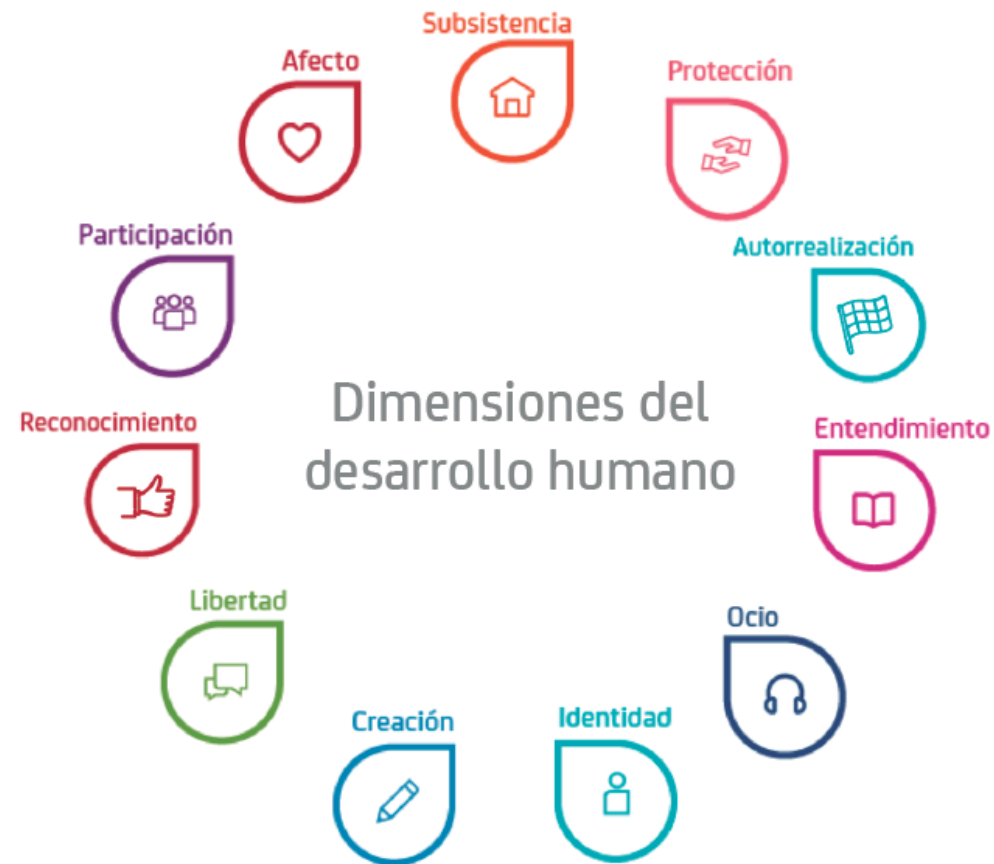 Subsistencia
Afecto
Protección
Participación
Autorrealización
Dimensiones del
desarrollo humano
Reconocimiento
Entendimiento
Libertad
Ocio
Creación
Identidad